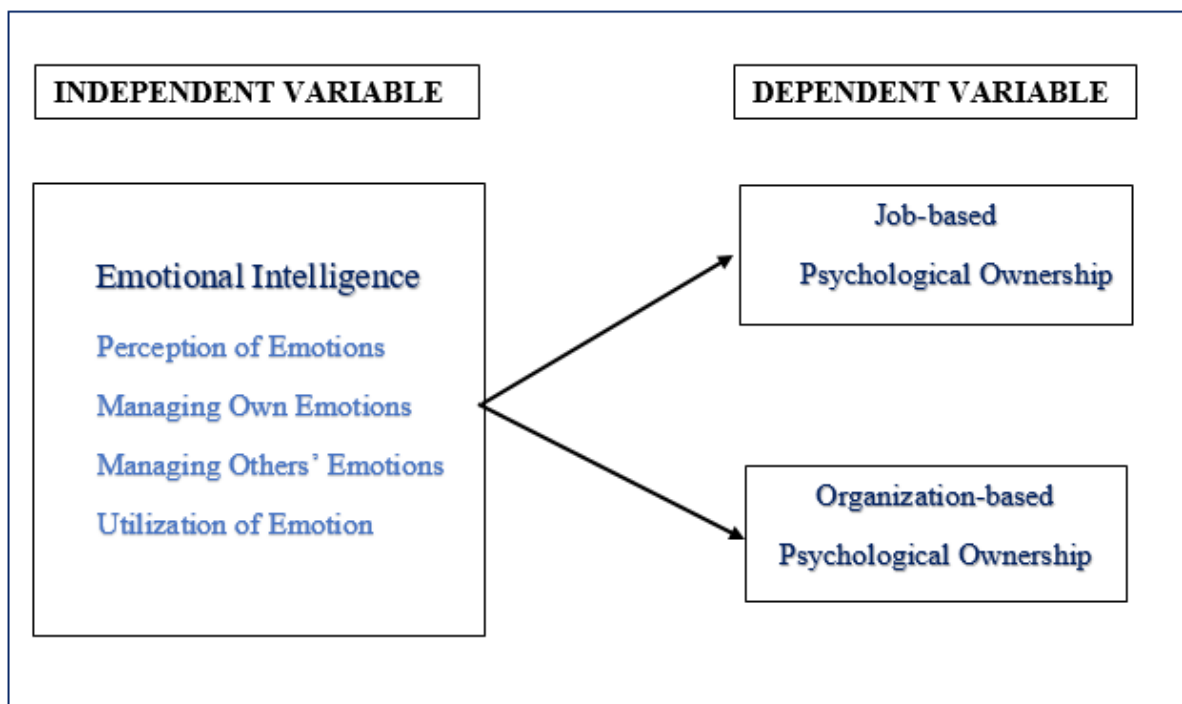 INDEPENDENT VARIABLE
DEPENDENT VARIABLE
Emotional Intelligence
Perception of Emotions
Managing Own Emotions
Managing Others’ Emotions
Utilization of Emotion
Job-based
Psychological Ownership
Organization-based
Psychological Ownership